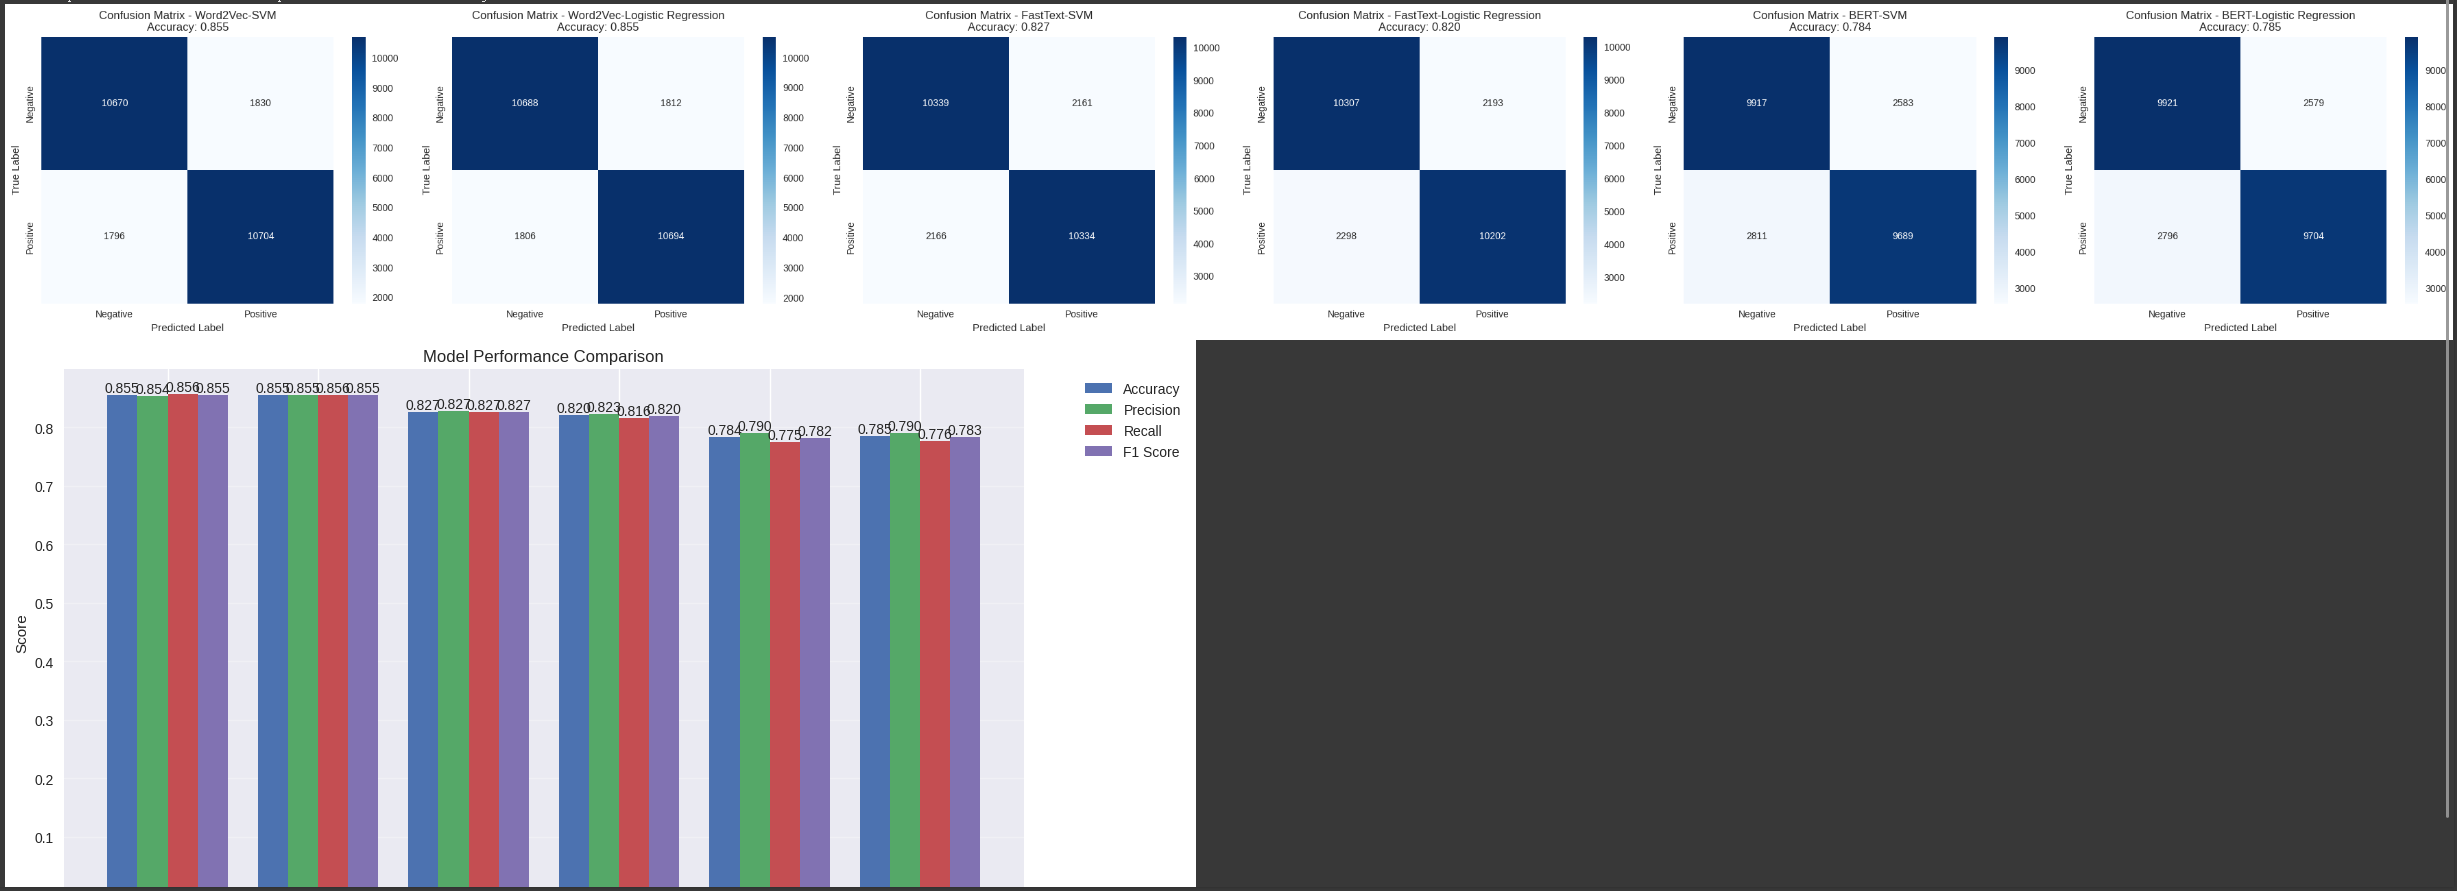 Confusion Matrix - Word2Vec-SVM
Accuracy: 0.855
10670 1830
1796 10704
Negative
Positive
True Label
Negative Positive
Predicted Label
10000
9000
8000
7000
6000
5000
4000
3000
2000
Confusion Matrix - Word2Vec-Logistic Regression
Accuracy: 0.855
10688 1812
1806 10694
Negative
Positive
True Label
Negative Positive
Predicted Label
10000
9000
8000
7000
6000
5000
4000
3000
2000
Confusion Matrix - FastText-SVM
Accuracy: 0.827
10339 2161
2166 10334
Negative
Positive
True Label
Negative Positive
Predicted Label
10000
9000
8000
7000
6000
5000
4000
3000
Confusion Matrix - FastText-Logistic Regression
Accuracy: 0.820
10307 2193
2298 10202
Negative
Positive
True Label
Negative Positive
Predicted Label
10000
9000
8000
7000
6000
5000
4000
3000
Confusion Matrix - BERT-SVM
Accuracy: 0.784
9917 2583
2811 9689
Negative
Positive
True Label
Negative Positive
Predicted Label
9000
8000
7000
6000
5000
4000
3000
Confusion Matrix - BERT-Logistic Regression
Accuracy: 0.785
9921 2579
2796 9704
Negative
Positive
True Label
Negative Positive
Predicted Label
9000
8000
7000
6000
5000
4000
3000
Model Performance Comparison
0.855 0.854 0.856 0.855 0.855 0.855 0.856 0.855 0.827 0.827 0.827 0.827 0.820 0.823 0.816 0.820 0.784 0.790 0.775 0.782 0.785 0.790 0.776 0.783
0.8
0.7
0.6
0.5
0.4
0.3
0.2
0.1
Score
Accuracy
Precision
Recall
F1 Score